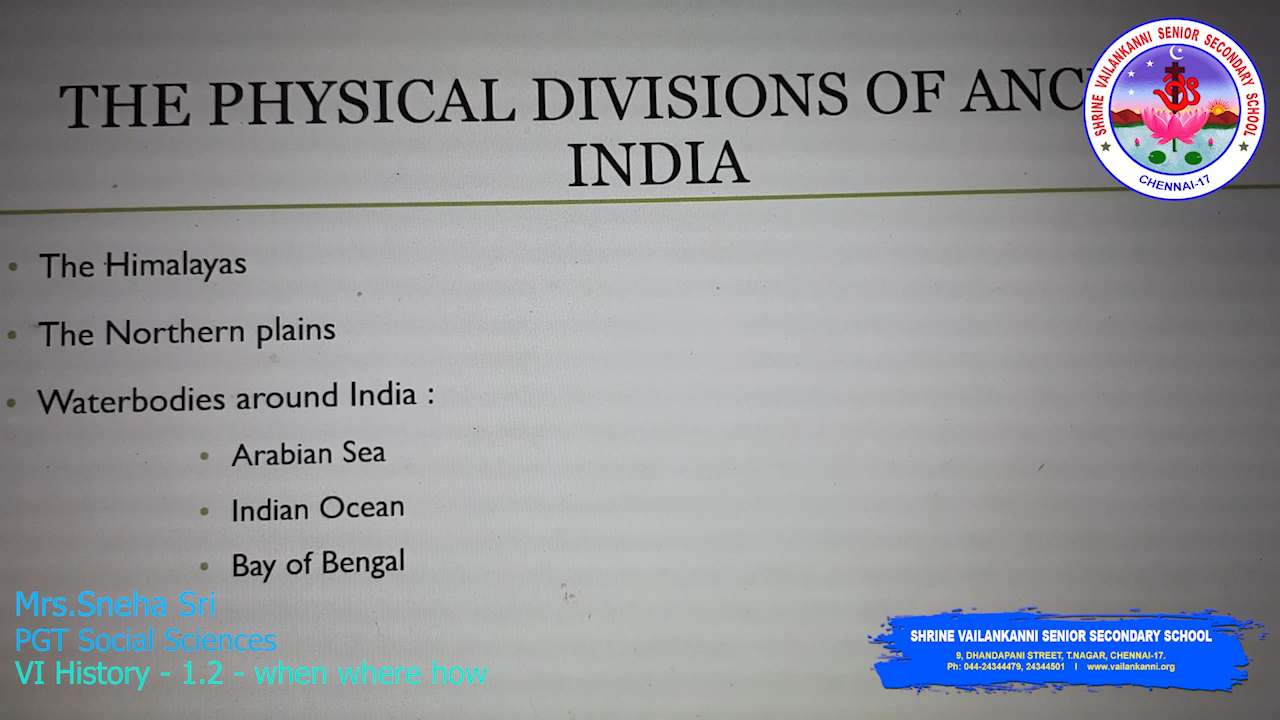 THE PHYSICAL DIVISIONS OF
INDIA
• The Himalayas
• The Northern plains
• Waterbodies around India :
• Arabian Sea
• Indian Ocean
• Bay of Bengal
SHRINE VAILANKANNI SENIOR SECONDARY SCHOOL
CHENNAI-17
Mrs.Sneha Sri
PGT Social Sciences
VI History - 1.2 - when where how
SHRINE VAILANKANNI SENIOR SECONDARY SCHOOL
9, DHANDAPANI STREET, T.NAGAR, CHENNAI-17.
Ph: 044-24344479, 24344501 I www.vailankanni.org